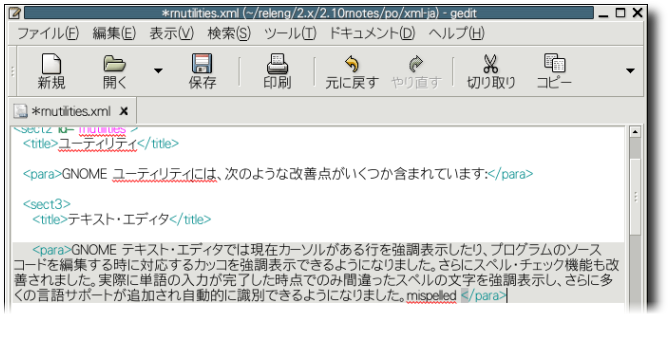 *mutilities.xml (~/releng/2.x/2.10notes/po/xml-ja) - gedit
ファイル(F) 編集(E) 表示(V) 検索(S) ツール(T) ドキュメント(D) ヘルプ(H)
新規 開く 保存 印刷 元に戻す やり直す 切り取り コピー
*mutilities.xml
<sect2 id="mutilities">
<title>ユーティリティ</title>
<para>GNOME ユーティリティには、次のような改善点がいくつか含まれています:</para>
<sect3>
<title>テキスト・エディタ</title>
<para>GNOME テキスト・エディタでは現在カーソルがある行を強調表示したり、プログラムのソース
コードを編集する時に対応するカッコを強調表示できるようになりました。さらにスペル・チェック機能も改
善されました。実際に単語の入力が完了した時点でのみ間違ったスペルの文字を強調表示し、さらに多
くの言語サポートが追加され自動的に識別できるようになりました。mispelled </para>